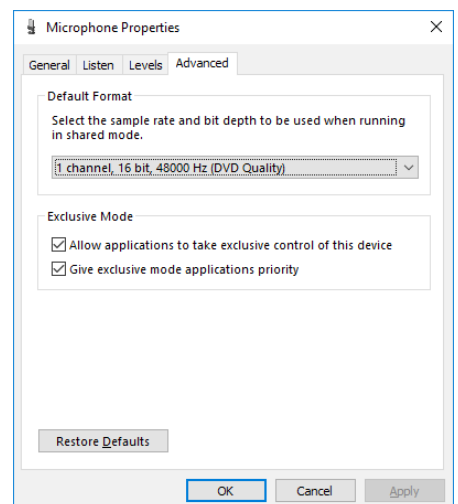 Microphone Properties
General Listen Levels Advanced
Default Format
Select the sample rate and bit depth to be used when running
in shared mode.
1 channel, 16 bit, 48000 Hz (DVD Quality)
Exclusive Mode
Allow applications to take exclusive control of this device
Give exclusive mode applications priority
Restore Defaults
OK Cancel Apply